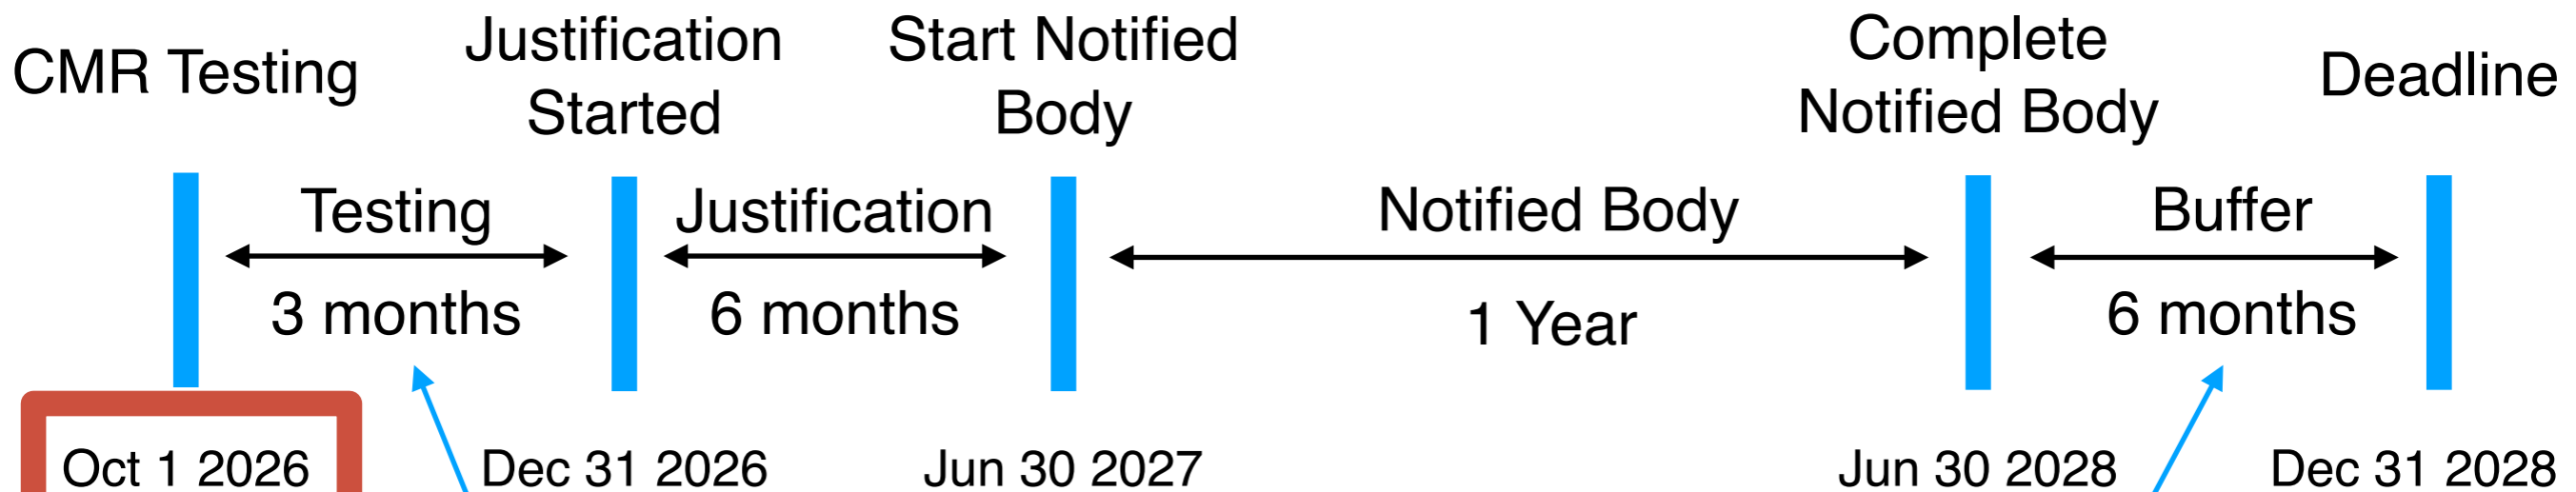 CMR Testing
Justification
Started
Start Notified
Body
Complete
Notified Body
Deadline
Testing
3 months
Justification
6 months
Notified Body
1 Year
Buffer
6 months
Oct 1 2026
Dec 31 2026
Jun 30 2027
Jun 30 2028
Dec 31 2028